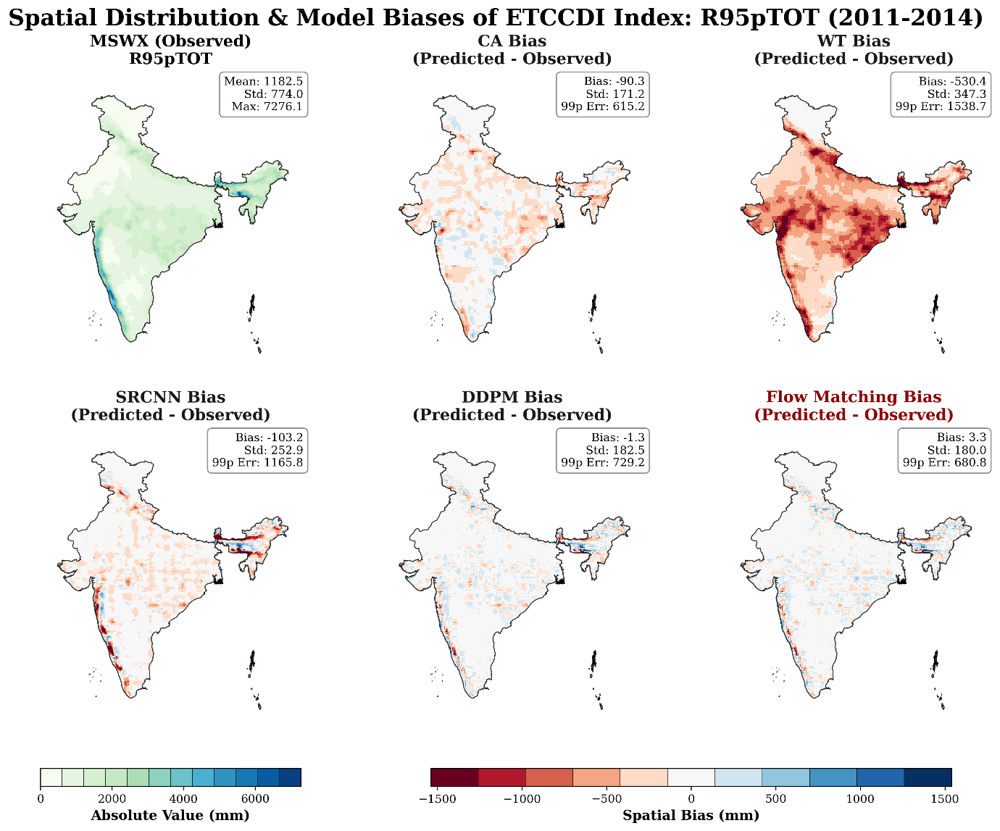 Spatial Distribution & Model Biases of ETCCDI Index: R95pTOT (2011-2014)
MSWX (Observed)
R95pTOT
Mean: 1182.5
Std: 774.0
Max: 7276.1
CA Bias
(Predicted - Observed)
Bias: -90.3
Std: 171.2
99p Err: 615.2
WT Bias
(Predicted - Observed)
Bias: -530.4
Std: 347.3
99p Err: 1538.7
SRCNN Bias
(Predicted - Observed)
Bias: -103.2
Std: 252.9
99p Err: 1165.8
DDPM Bias
(Predicted - Observed)
Bias: -1.3
Std: 182.5
99p Err: 729.2
Flow Matching Bias
(Predicted - Observed)
Bias: 3.3
Std: 180.0
99p Err: 680.8
0 2000 4000 6000
Absolute Value (mm)
−1500 −1000 −500 0 500 1000 1500
Spatial Bias (mm)